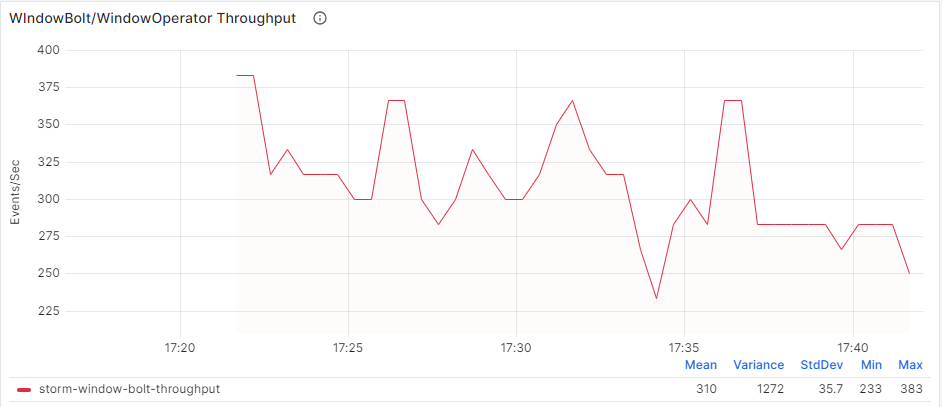 WIndowBolt/WindowOperator Throughput
400
375
350
325
300
275
250
225
Events/Sec
17:20 17:25 17:30 17:35 17:40
Mean Variance StdDev Min Max
storm-window-bolt-throughput 310 1272 35.7 233 383